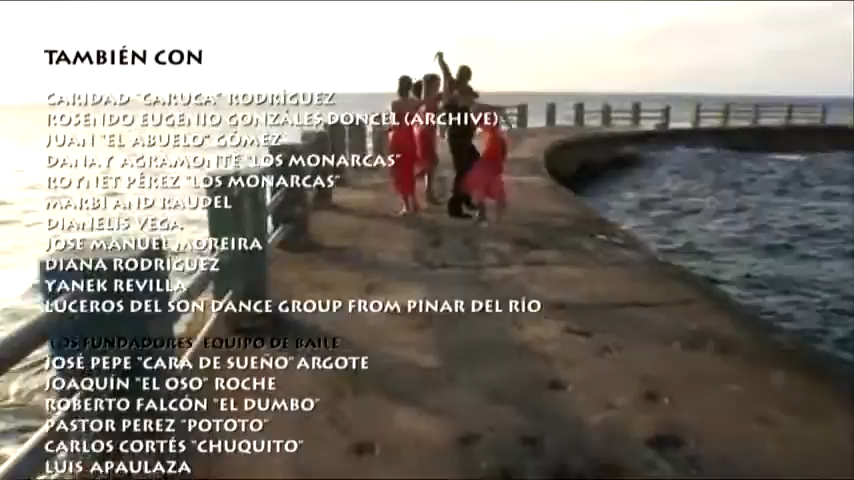 TAMBIÉN CON
CARIDAD "CARUCA" RODRÍGUEZ
ROSENDO EUGENIO GONZÁLES DONCEL (ARCHIVE)
JUAN "EL ABUELO" GÓMEZ
DANAY AGRAMONTE "LOS MONARCAS"
ROYNET PÉREZ "LOS MONARCAS"
MARBI AND RAUDEL
DIANELIS VEGA
JOSE MANUEL MOREIRA
DIANA RODRÍGUEZ
YANEK REVILLA
LUCEROS DEL SON DANCE GROUP FROM PINAR DEL RÍO
LOS FUNDADORES EQUIPO DE BAILE
JOSÉ PEPE "CARA DE SUEÑO" ARGOTE
JOAQUÍN "EL OSO" ROCHE
ROBERTO FALCÓN "EL DUMBO"
PASTOR PEREZ "POTOTO"
CARLOS CORTÉS "CHUQUITO"
LUIS APAULAZA